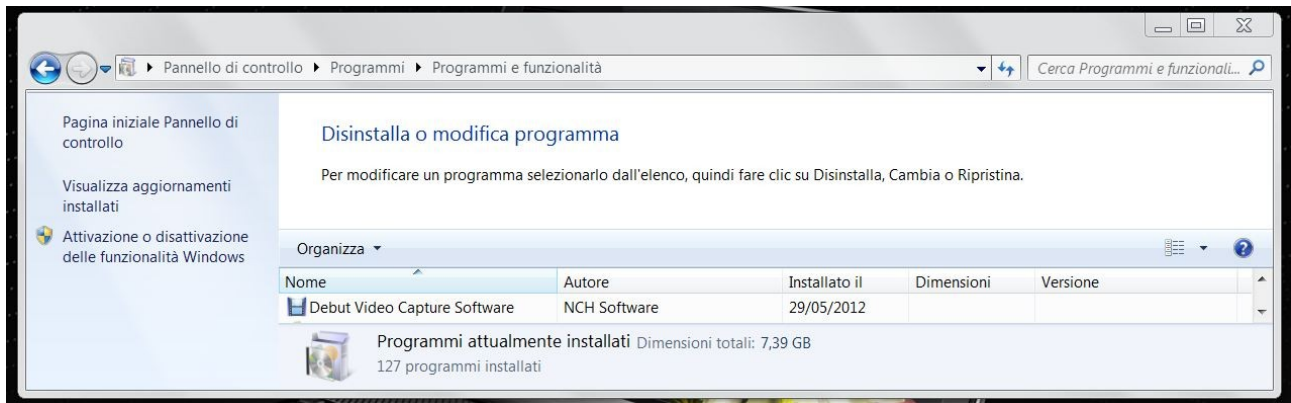 Pannello di controllo Programmi Programmi e funzionalità Cerca Programmi e funzionali...
Pagina iniziale Pannello di
controllo
Visualizza aggiornamenti
installati
Attivazione o disattivazione
delle funzionalità Windows
Disinstalla o modifica programma
Per modificare un programma selezionarlo dall'elenco, quindi fare clic su Disinstalla, Cambia o Ripristina.
Organizza
Nome Autore Installato il Dimensioni Versione
Debut Video Capture Software NCH Software 29/05/2012
Programmi attualmente installati Dimensioni totali: 7,39 GB
127 programmi installati